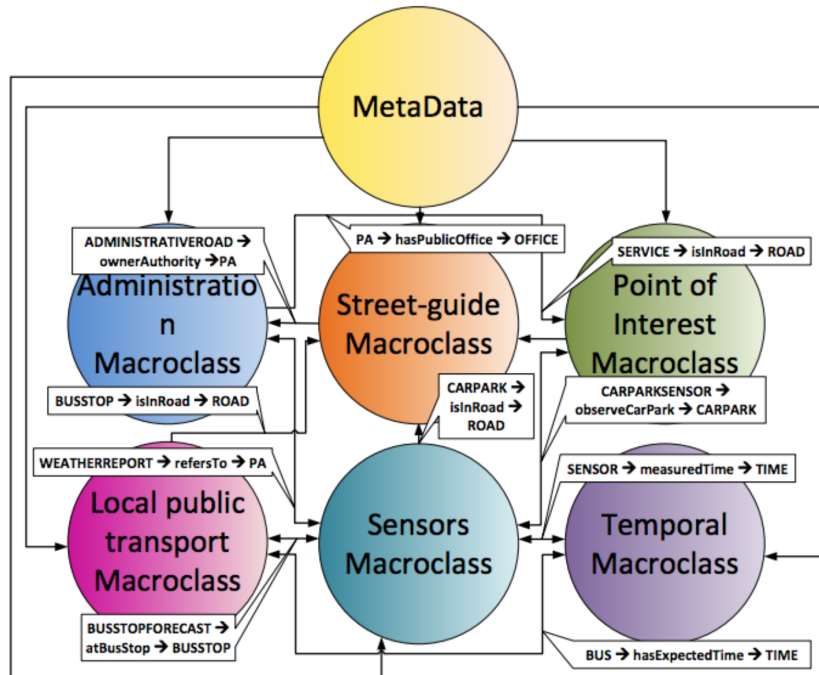 MetaData
ADMINISTRATIVEROAD →
ownerAuthority →PA
PA → hasPublicOffice → OFFICE
SERVICE → isInRoad → ROAD
Administratio
n
Macroclass
Street-guide
Macroclass
Point of
Interest
Macroclass
BUSSTOP → isInRoad → ROAD
CARPARK →
isInRoad →
ROAD
CARPARKSENSOR →
observeCarPark → CARPARK
WEATHERREPORT → refersTo → PA
SENSOR → measuredTime → TIME
Local public
transport
Macroclass
Sensors
Macroclass
Temporal
Macroclass
BUSSTOPFORECAST →
atBusStop → BUSSTOP
BUS → hasExpectedTime → TIME